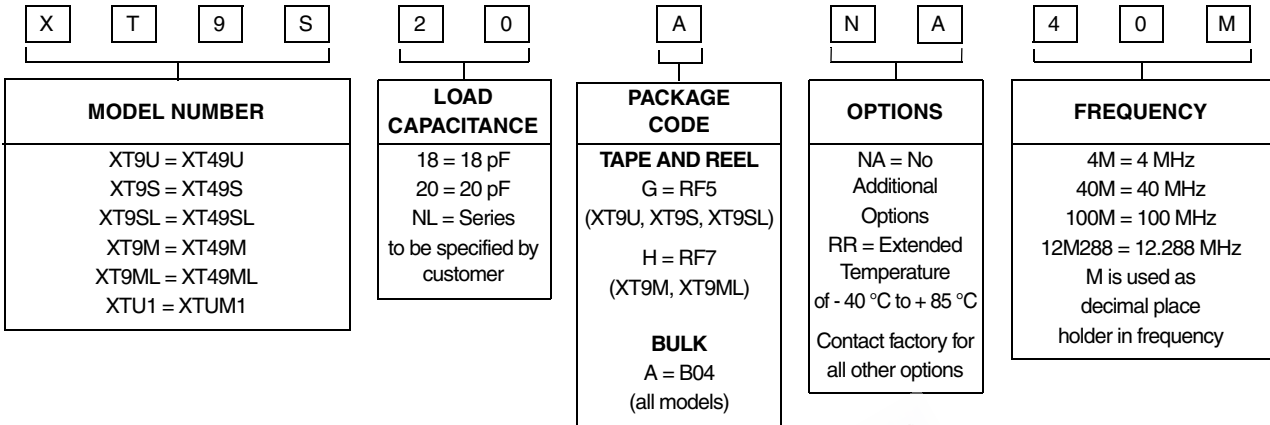 X T 9 S 2 0 A N A 4 0 M
MODEL NUMBER
XT9U = XT49U
XT9S = XT49S
XT9SL = XT49SL
XT9M = XT49M
XT9ML = XT49ML
XTU1 = XTUM1
LOAD
CAPACITANCE
18 = 18 pF
20 = 20 pF
NL = Series
to be specified by
customer
PACKAGE
CODE
TAPE AND REEL
G = RF5
(XT9U, XT9S, XT9SL)
H = RF7
(XT9M, XT9ML)
BULK
A = B04
(all models)
OPTIONS
NA = No
Additional
Options
RR = Extended
Temperature
of - 40 °C to + 85 °C
Contact factory for
all other options
FREQUENCY
4M = 4 MHz
40M = 40 MHz
100M = 100 MHz
12M288 = 12.288 MHz
M is used as
decimal place
holder in frequency